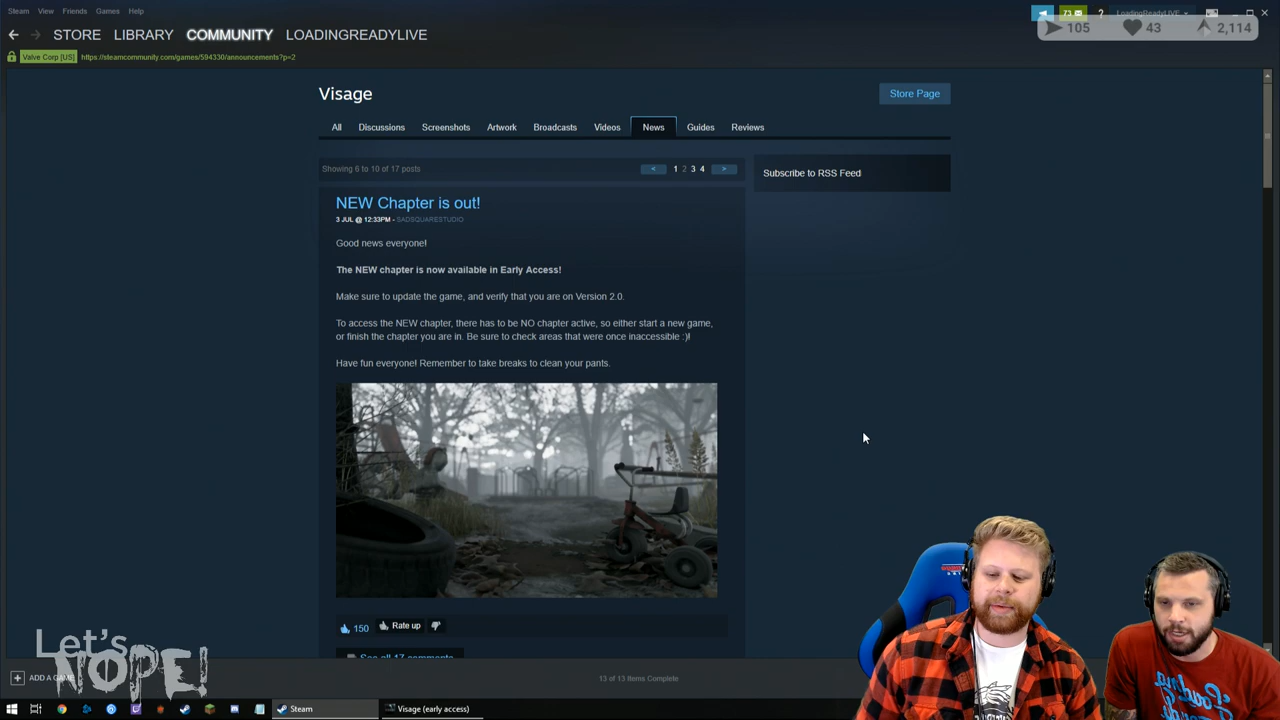 Steam View Friends Games Help
73 ? LoadingReadyLIVE
STORE LIBRARY COMMUNITY LOADINGREADYLIVE
105 43 2,114
Valve Corp [US] https://steamcommunity.com/games/594330/announcements?p=2
Visage
Store Page
All Discussions Screenshots Artwork Broadcasts Videos News Guides Reviews
Showing 6 to 10 of 17 posts
< 1 2 3 4 >
Subscribe to RSS Feed
NEW Chapter is out!
3 JUL @ 12:33PM - SADSQUARESTUDIO
Good news everyone!
The NEW chapter is now available in Early Access!
Make sure to update the game, and verify that you are on Version 2.0.
To access the NEW chapter, there has to be NO chapter active, so either start a new game,
or finish the chapter you are in. Be sure to check areas that were once inaccessible :)!
Have fun everyone! Remember to take breaks to clean your pants.
150 Rate up
See all 17 comments
Let's
NOPE!
+ ADD A GAME
13 of 13 Items Complete
Steam
Visage (early access)